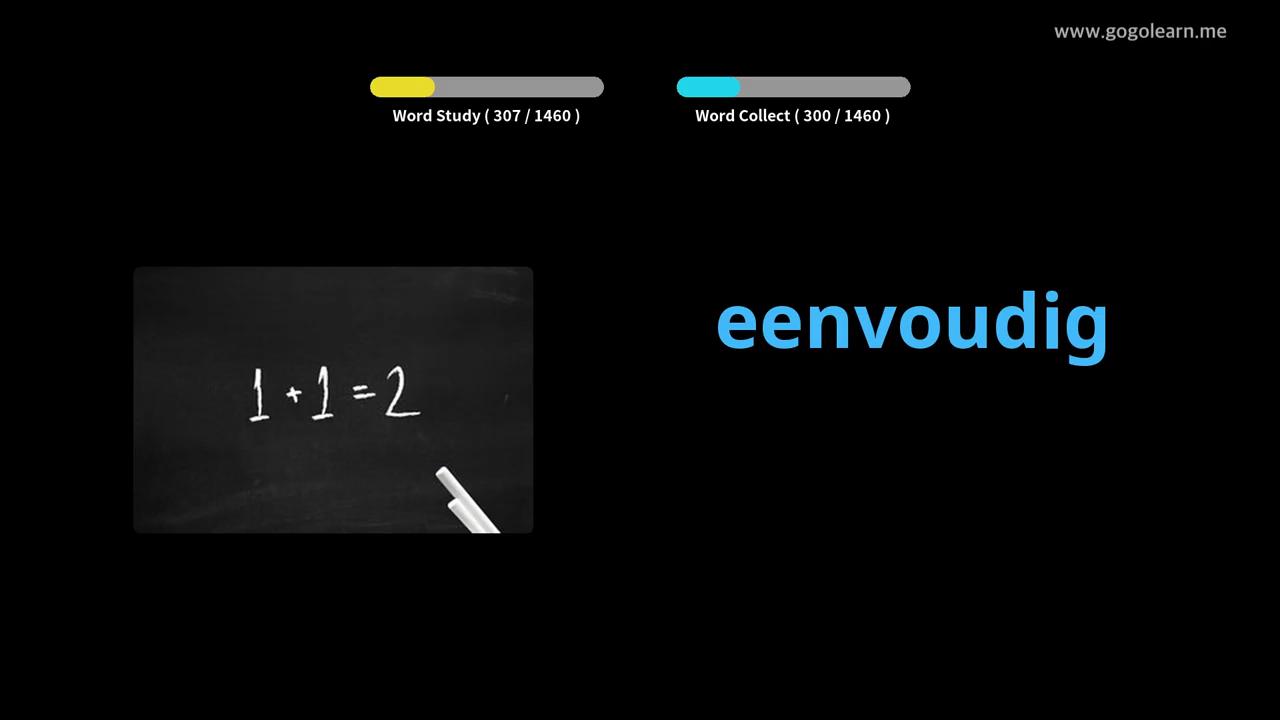 www.gogolearn.me
Word Study ( 307 / 1460 )
Word Collect ( 300 / 1460 )
eenvoudig
1 + 1 = 2